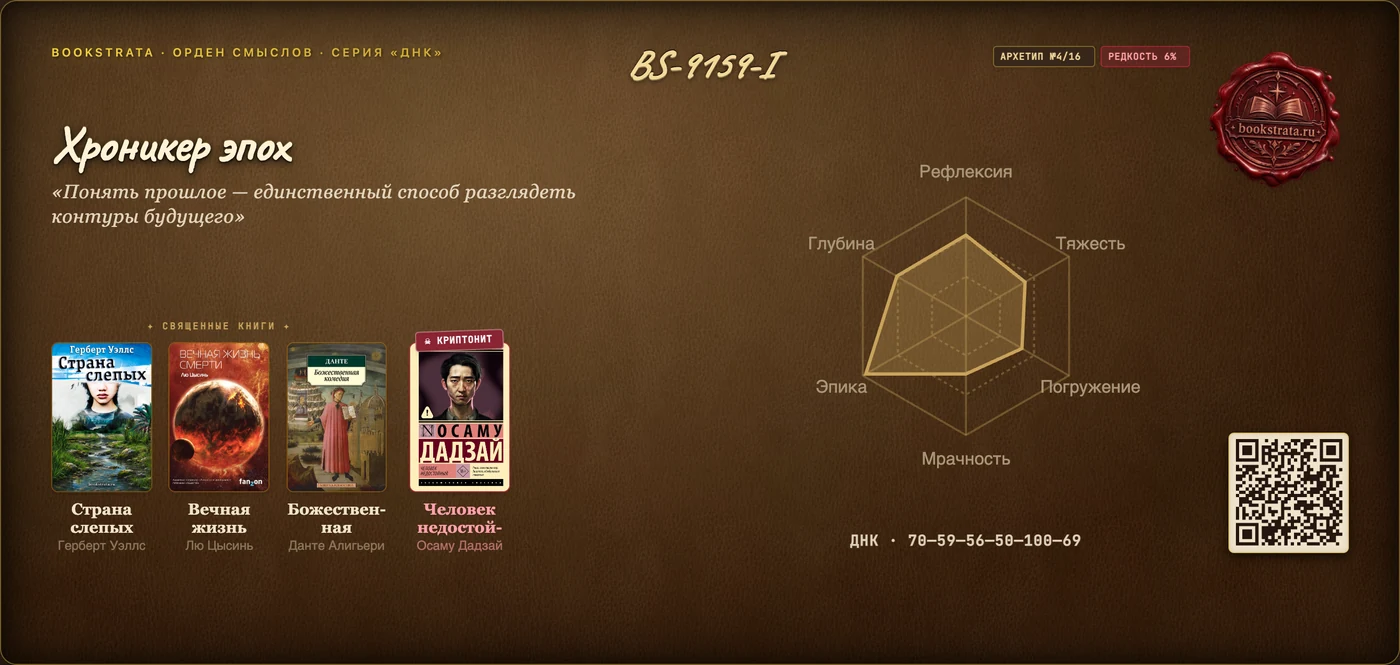 BOOKSTRATA · ОРДЕН СМЫСЛОВ · СЕРИЯ «ДНК»
BS-9159-I
АРХЕТИП №4/16
РЕДКОСТЬ 6%
bookstrata.ru
Хроникер эпох
«Понять прошлое — единственный способ разглядеть
контуры будущего»
Рефлексия
Глубина
Тяжесть
Эпика
Погружение
Мрачность
✦ СВЯЩЕННЫЕ КНИГИ ✦
☠ КРИПТОНИТ
Герберт Уэллс
Страна
слепых
ВЕЧНАЯ ЖИЗНЬ
СМЕРТИ
Лю Цысинь
fanzon
ДАНТЕ
Божественная
комедия
ОСАМУ
ДАДЗАЙ
Страна
слепых
Герберт Уэллс
Вечная
жизнь
Лю Цысинь
Божествен-
ная
Данте Алигьери
Человек
недостой-
Осаму Дадзай
ДНК · 70—59—56—50—100—69